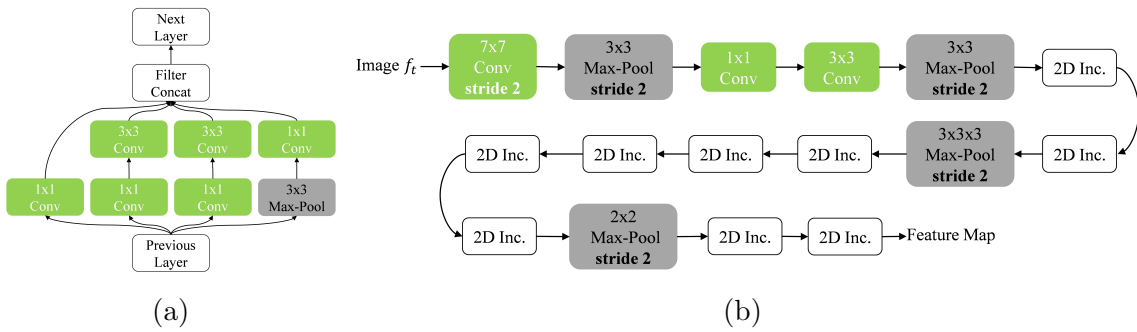 Next
Layer
Filter
Concat
3x3
Conv
3x3
Conv
1x1
Conv
1x1
Conv
1x1
Conv
1x1
Conv
3x3
Max-Pool
Previous
Layer
(a)
Image f_t
7x7
Conv
stride 2
3x3
Max-Pool
stride 2
1x1
Conv
3x3
Conv
3x3
Max-Pool
stride 2
2D Inc.
2D Inc.
2D Inc.
2D Inc.
2D Inc.
3x3x3
Max-Pool
stride 2
2D Inc.
2D Inc.
2x2
Max-Pool
stride 2
2D Inc.
2D Inc.
Feature Map
(b)